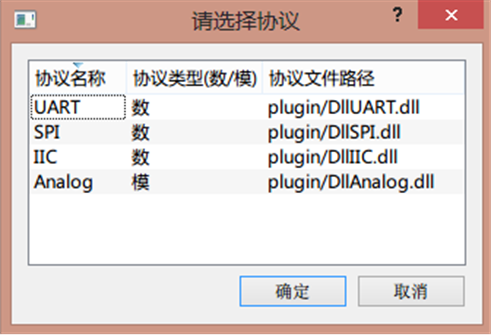 请选择协议 ?
协议名称 协议类型(数/模) 协议文件路径
UART 数 plugin/DllUART.dll
SPI 数 plugin/DllSPI.dll
IIC 数 plugin/DllIIC.dll
Analog 模 plugin/DllAnalog.dll
确定 取消